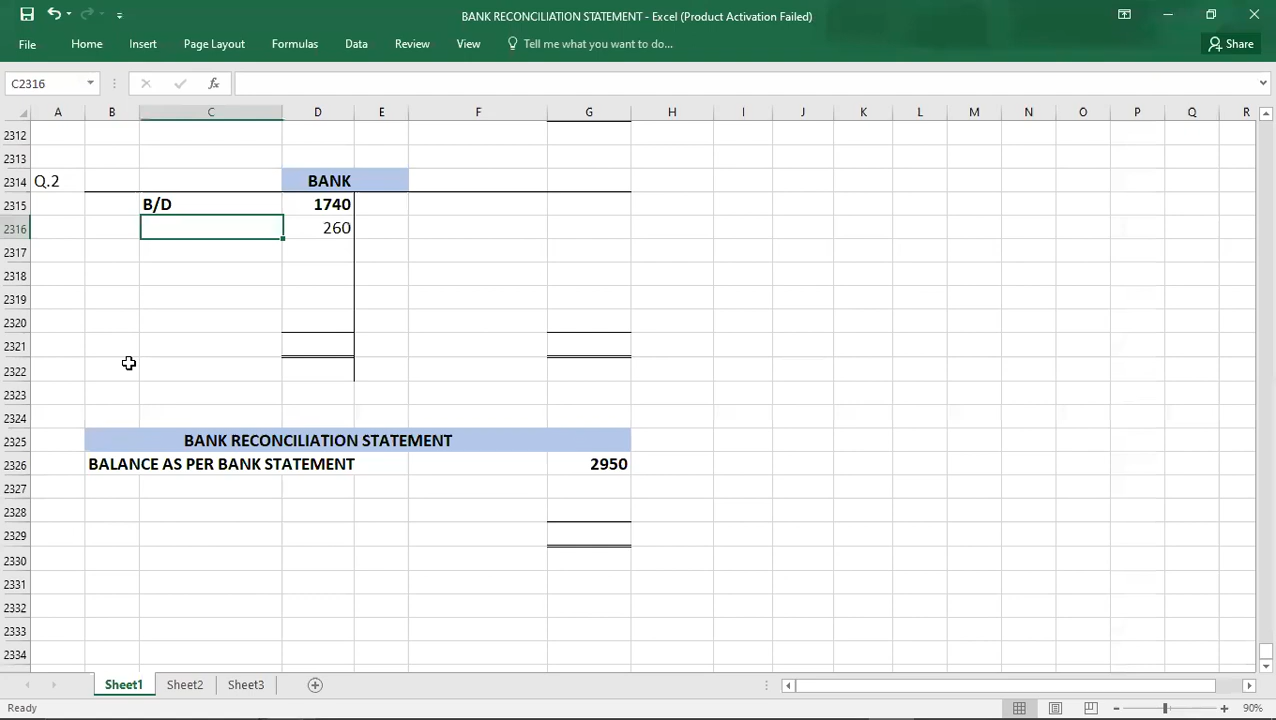 BANK RECONCILIATION STATEMENT - Excel (Product Activation Failed)
File Home Insert Page Layout Formulas Data Review View Tell me what you want to do... Share
C2316 fx
A B C D E F G H I J K L M N O P Q R
2312
2313
2314 Q.2 BANK
2315 B/D 1740
2316 260
2317
2318
2319
2320
2321
2322
2323
2324
2325 BANK RECONCILIATION STATEMENT
2326 BALANCE AS PER BANK STATEMENT 2950
2327
2328
2329
2330
2331
2332
2333
2334
Sheet1 Sheet2 Sheet3
Ready 90%